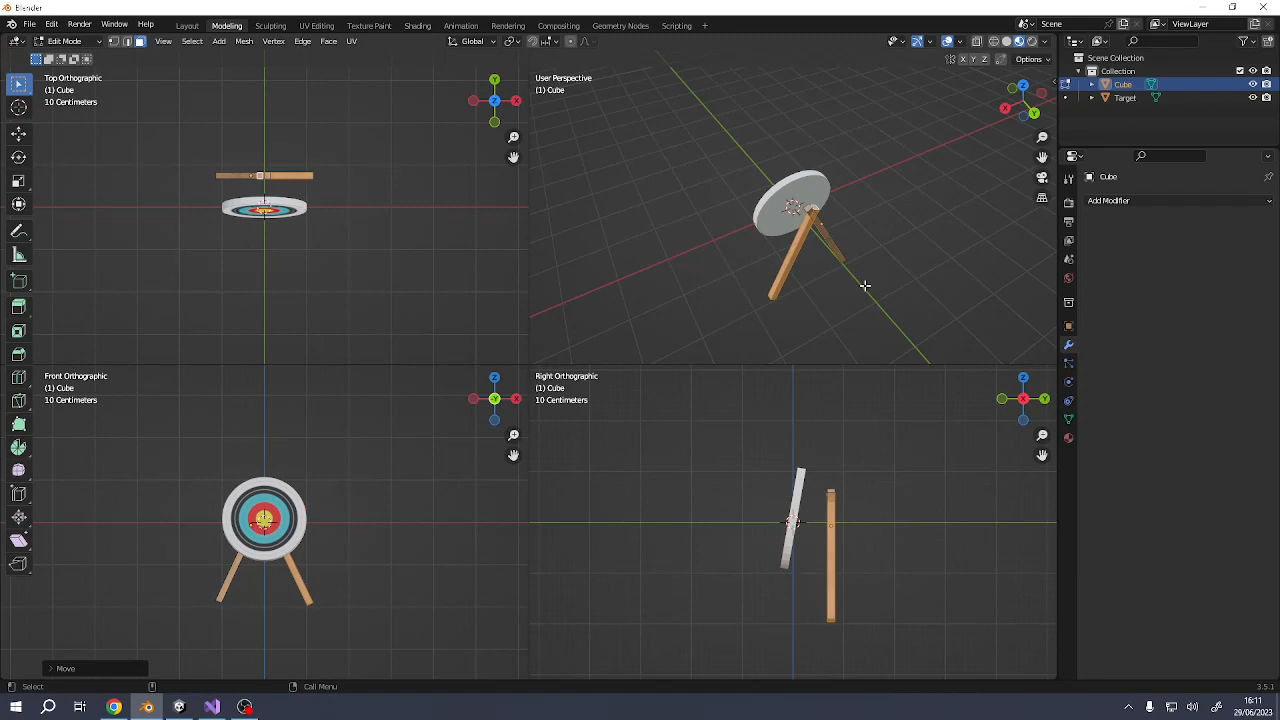 Blender
File Edit Render Window Help Layout Modeling Sculpting UV Editing Texture Paint Shading Animation Rendering Compositing Geometry Nodes Scripting + Scene ViewLayer
Edit Mode View Select Add Mesh Vertex Edge Face UV Global
X Y Z Options
Scene Collection
Collection
Cube
Target
Top Orthographic
(1) Cube
10 Centimeters
Y
Z
X
User Perspective
(1) Cube
Z
X
Y
Cube
Add Modifier
Front Orthographic
(1) Cube
10 Centimeters
Z
-Y
X
Right Orthographic
(1) Cube
10 Centimeters
Z
X
Y
Move
Select
Call Menu
3.5.1
16:11
29/06/2023